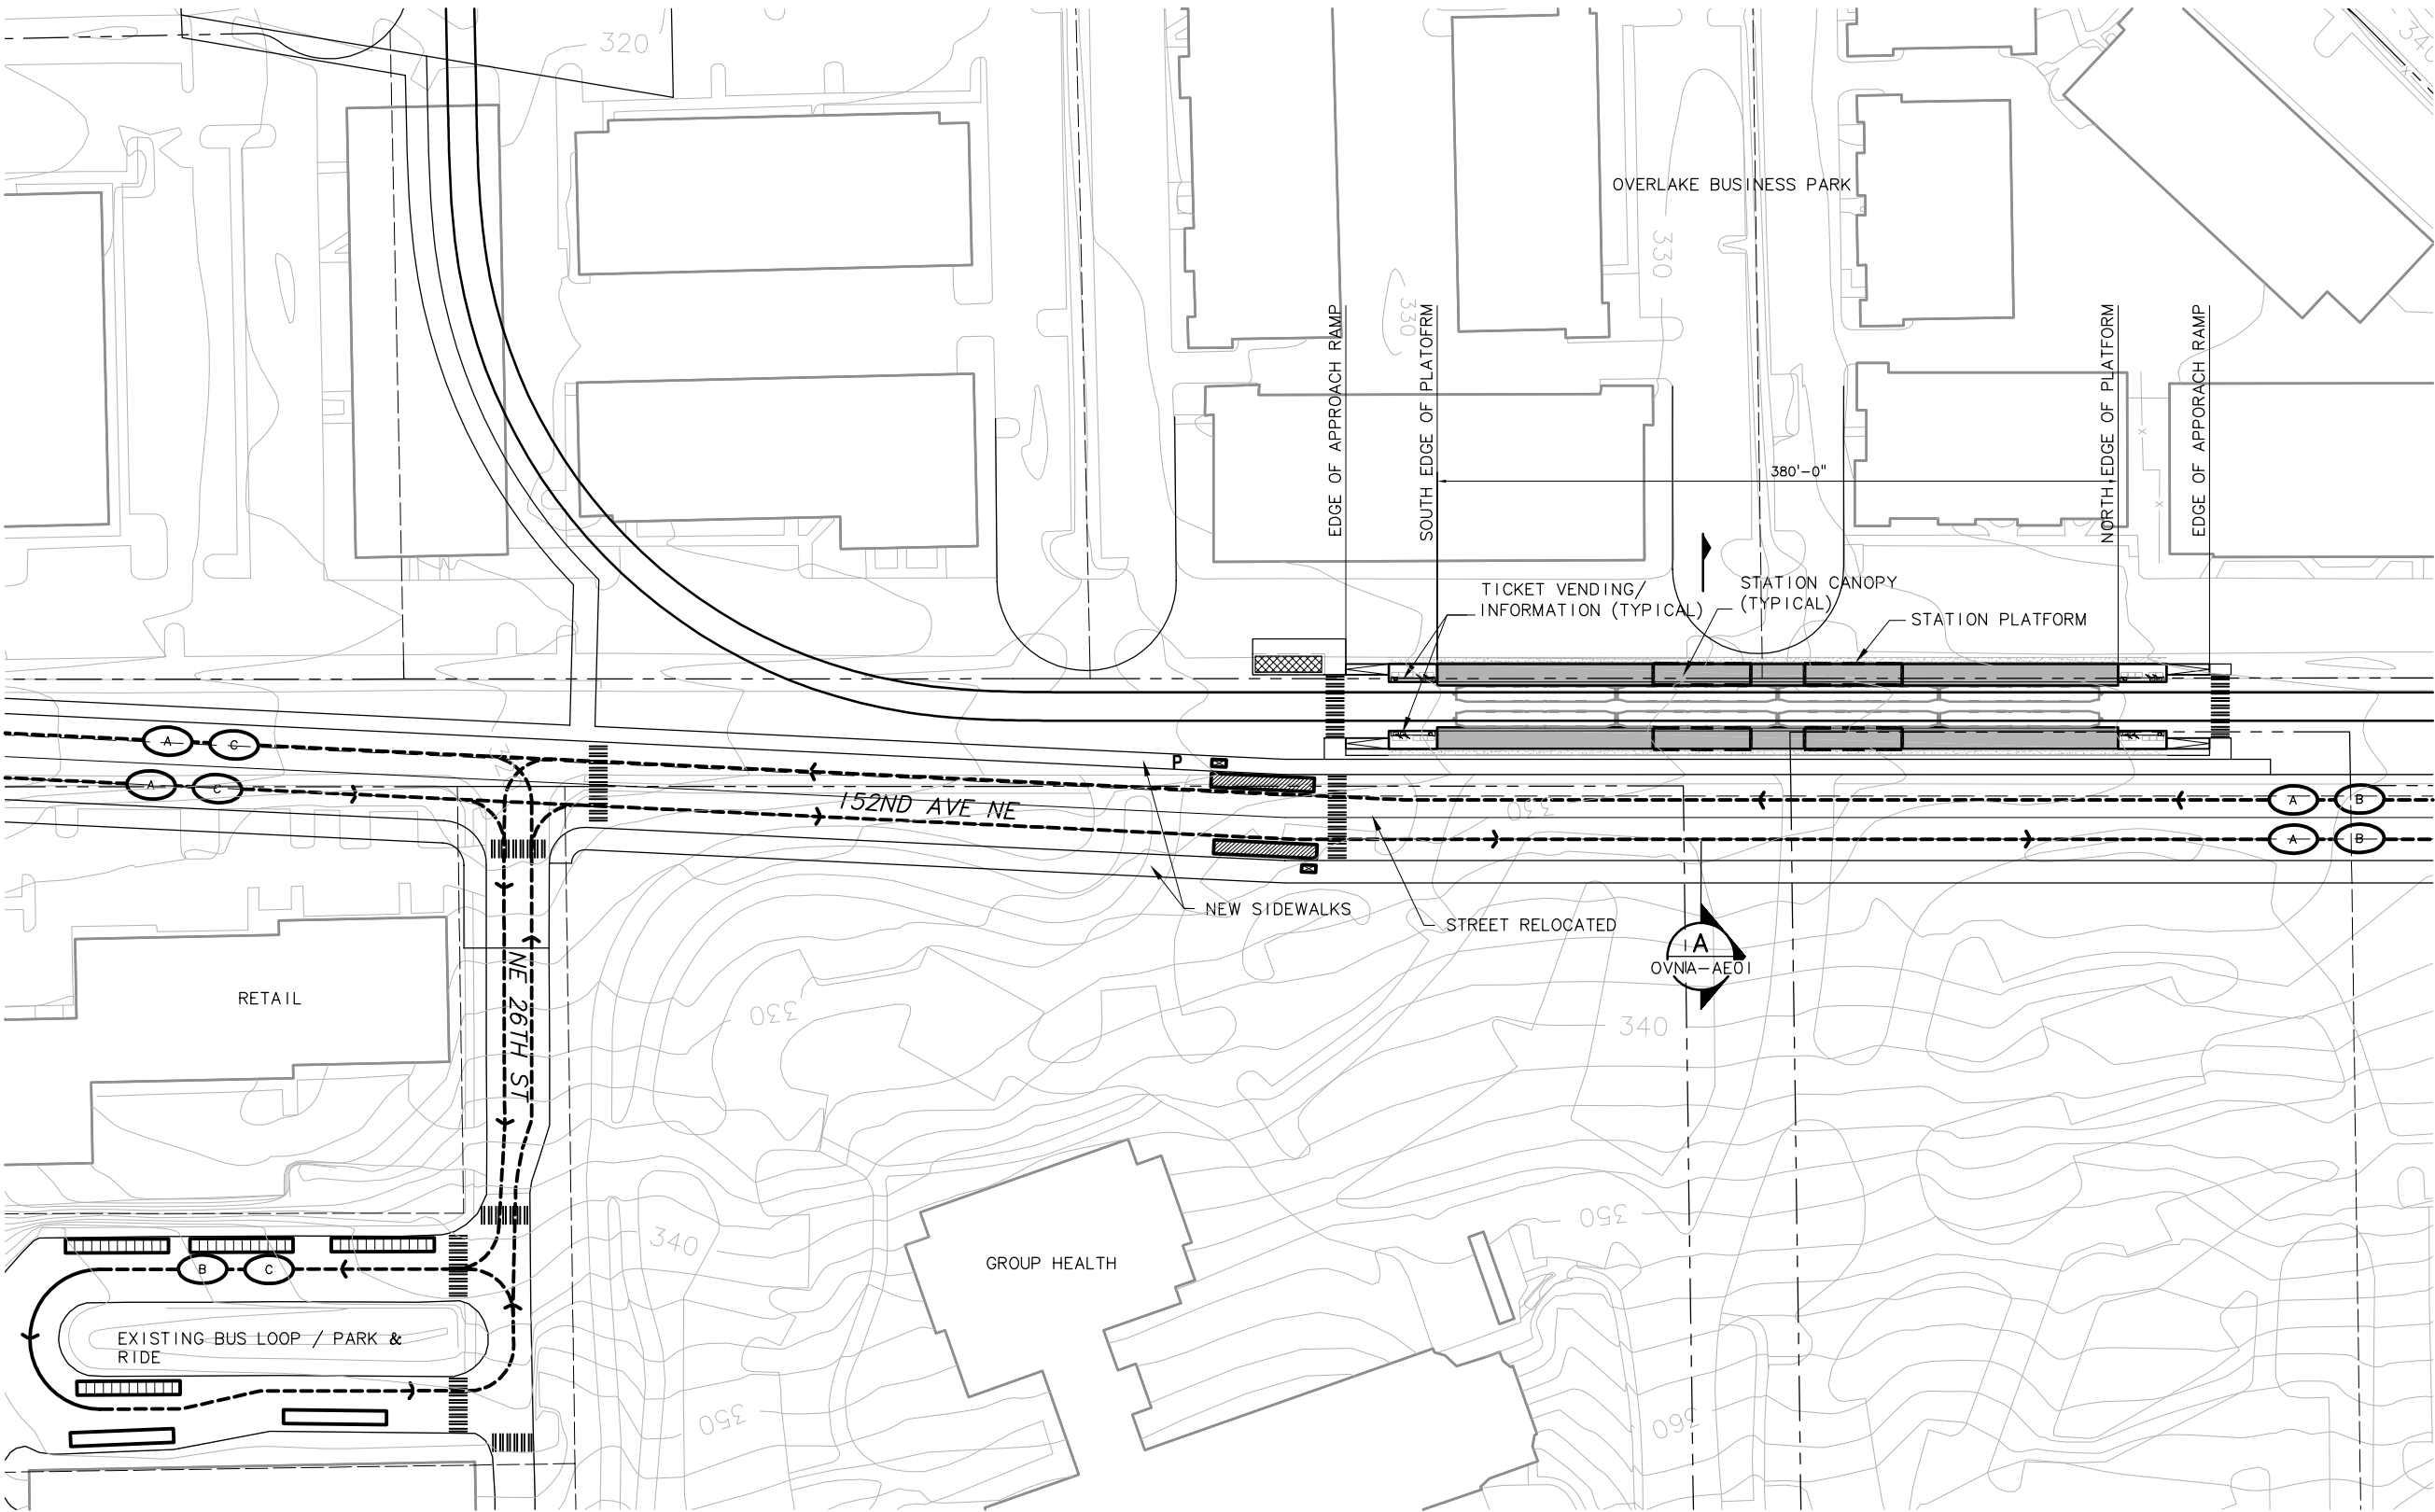 320
340
OVERLAKE BUSINESS PARK
330
330
EDGE OF APPROACH RAMP
SOUTH EDGE OF PLATOFRM
NORTH EDGE OF PLATFORM
EDGE OF APPORACH RAMP
380'-0"
TICKET VENDING/
INFORMATION (TYPICAL)
STATION CANOPY
(TYPICAL)
STATION PLATFORM
A
C
A
C
P
152ND AVE NE
330
A
B
A
B
NEW SIDEWALKS
STREET RELOCATED
A
OVNA-AE01
RETAIL
NE 26TH ST
330
340
340
350
GROUP HEALTH
B
C
EXISTING BUS LOOP / PARK &
RIDE
350
360